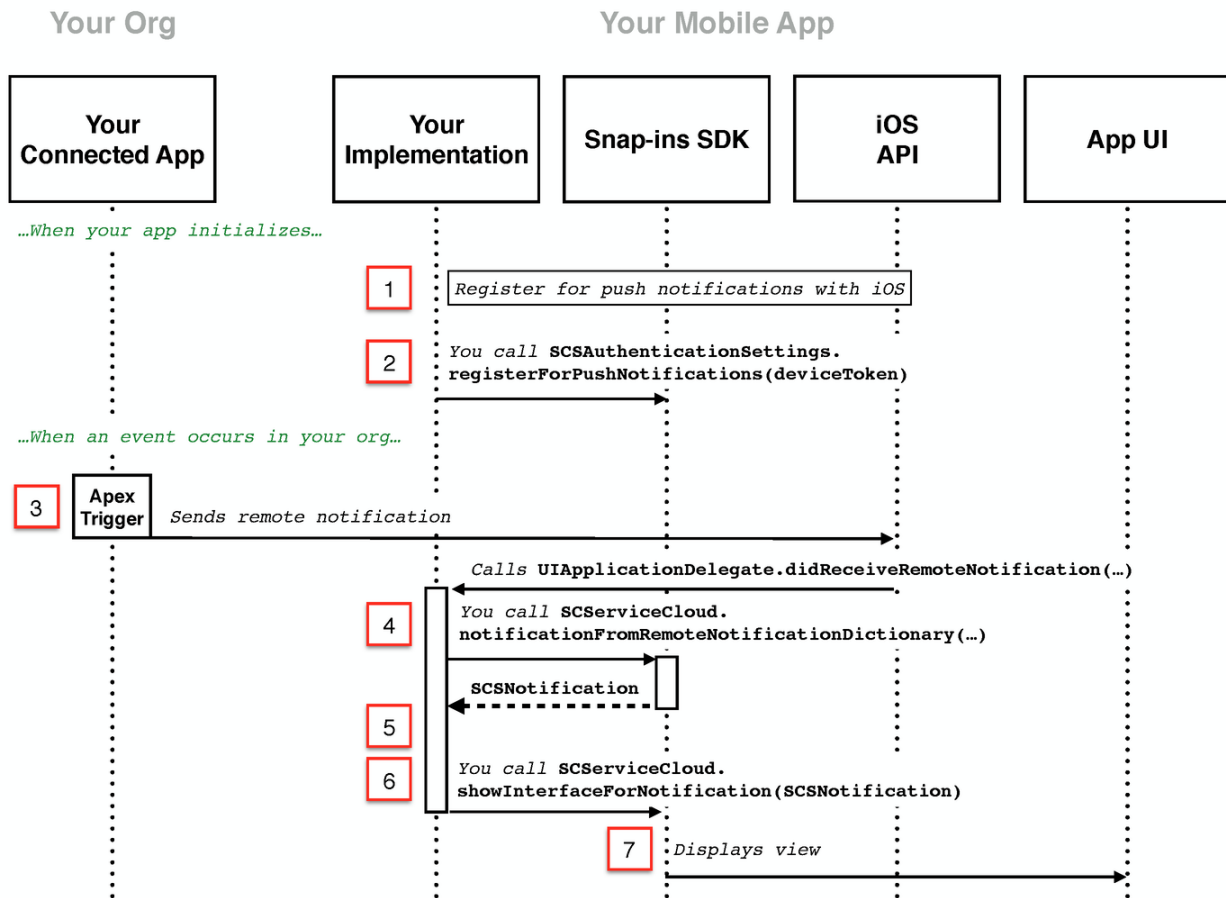 Your Org
Your Mobile App
Your
Connected App
Your
Implementation
Snap-ins SDK
iOS
API
App UI
…When your app initializes…
1
Register for push notifications with iOS
2
You call SCSAuthenticationSettings.
registerForPushNotifications(deviceToken)
…When an event occurs in your org…
3
Apex
Trigger
Sends remote notification
Calls UIApplicationDelegate.didReceiveRemoteNotification(…)
4
You call SCServiceCloud.
notificationFromRemoteNotificationDictionary(…)
SCSNotification
5
6
You call SCServiceCloud.
showInterfaceForNotification(SCSNotification)
7
Displays view